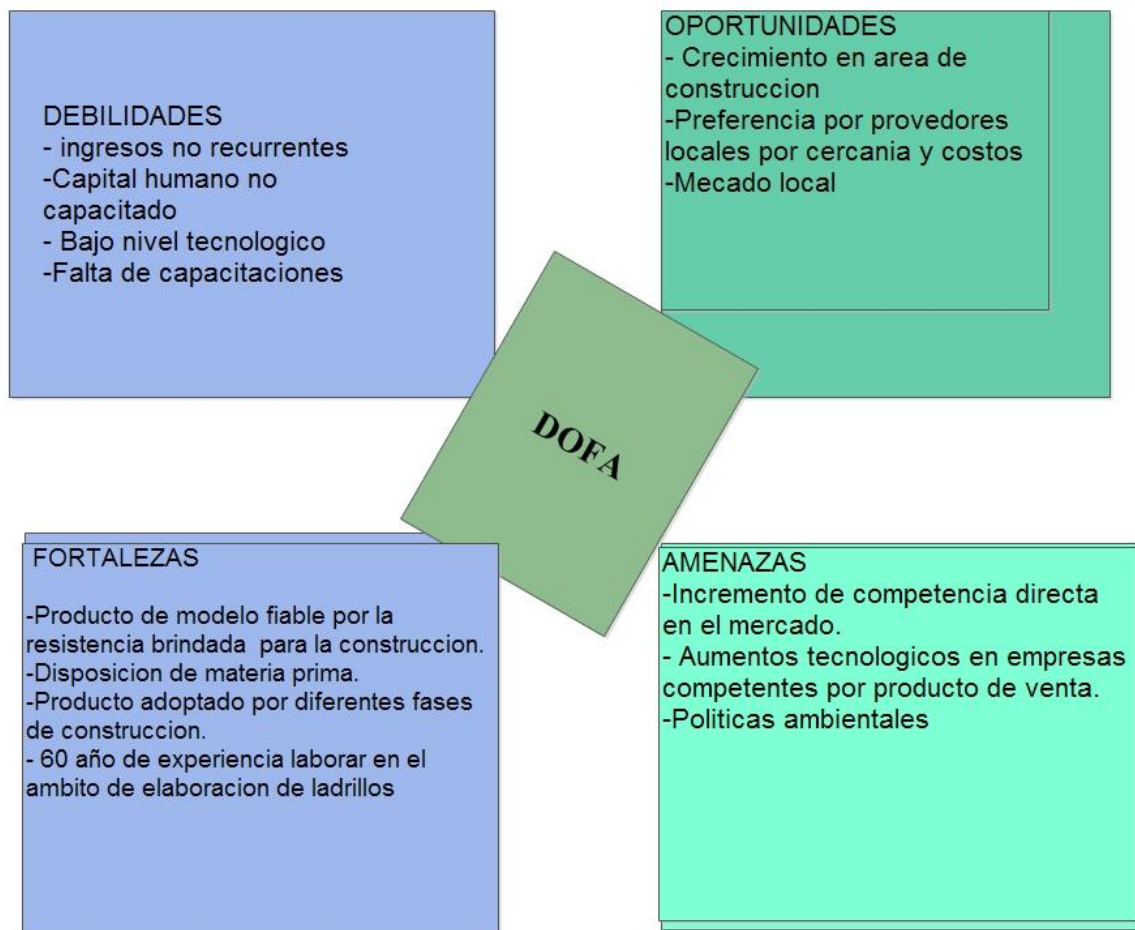 DEBILIDADES
- ingresos no recurrentes
-Capital humano no
capacitado
- Bajo nivel tecnologico
-Falta de capacitaciones
OPORTUNIDADES
- Crecimiento en area de
construccion
-Preferencia por provedores
locales por cercania y costos
-Mecado local
DOFA
FORTALEZAS
-Producto de modelo fiable por la
resistencia brindada para la construccion.
-Disposicion de materia prima.
-Producto adoptado por diferentes fases
de construccion.
- 60 año de experiencia laborar en el
ambito de elaboracion de ladrillos
AMENAZAS
-Incremento de competencia directa
en el mercado.
- Aumentos tecnologicos en empresas
competentes por producto de venta.
-Politicas ambientales